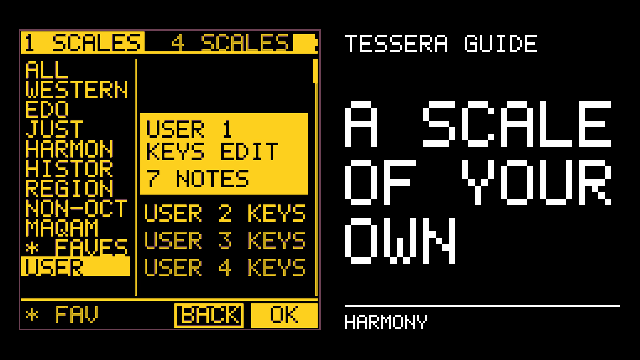 1 SCALES 4 SCALES
ALL
WESTERN
EDO
JUST
HARMON
HISTOR
REGION
NON-OCT
MAQAM
* FAVES
USER
USER 1
KEYS EDIT
7 NOTES
USER 2 KEYS
USER 3 KEYS
USER 4 KEYS
* FAV BACK OK
TESSERA GUIDE
A SCALE
OF YOUR
OWN
HARMONY